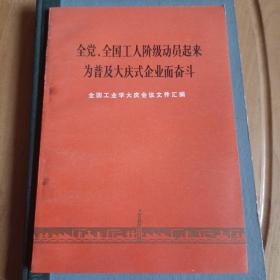 全党、全国工人阶级动员起来
为普及大庆式企业而奋斗
全国工业学大庆会议文件汇编